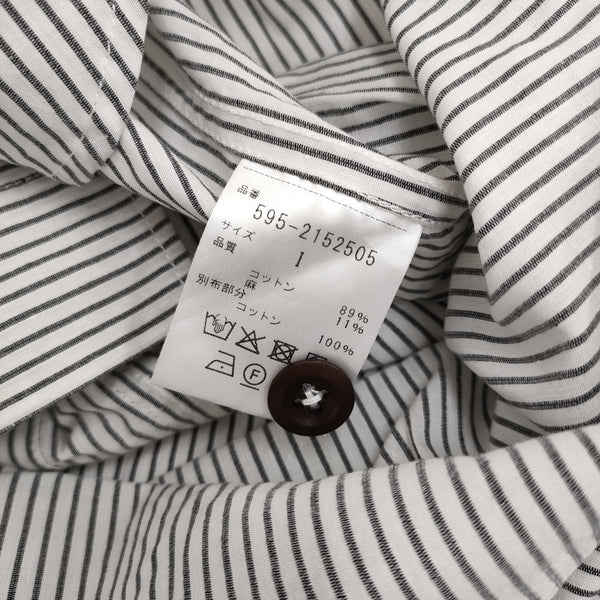 品番
595-2152505
サイズ
I
品質
コットン 89%
麻 11%
別布部分
コットン 100%
F